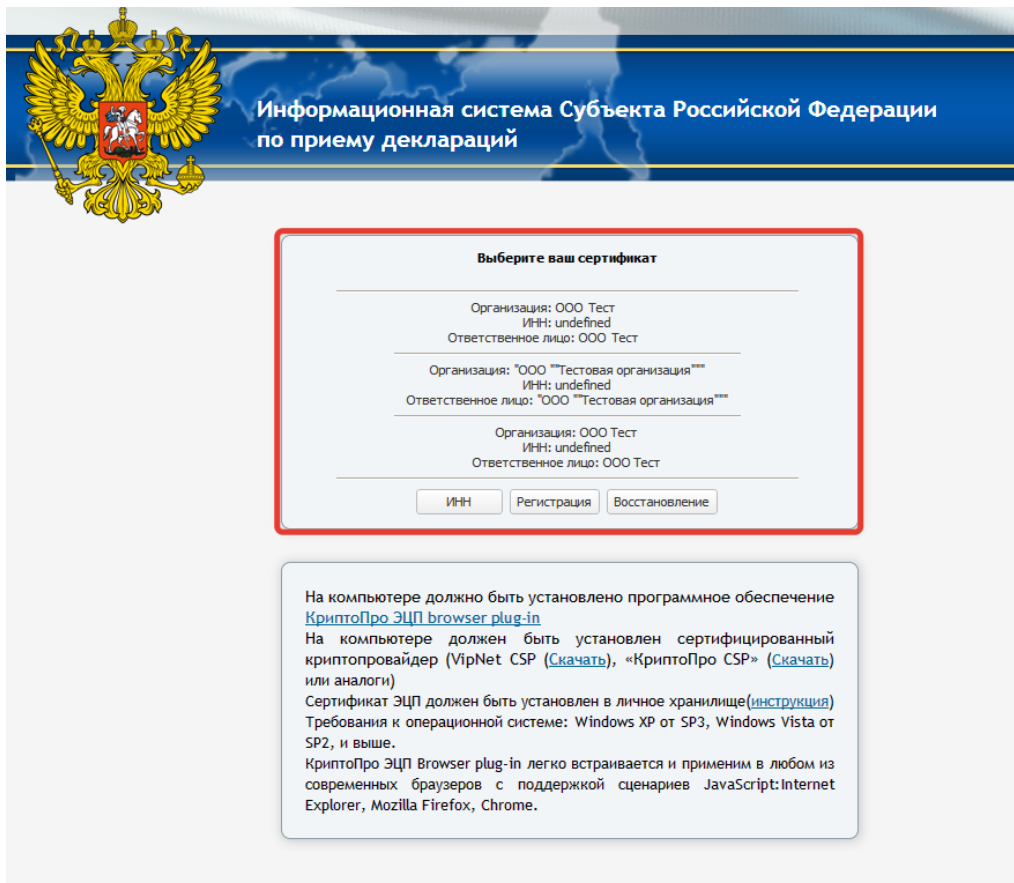 Информационная система Субъекта Российской Федерации
по приему деклараций
Выберите ваш сертификат
Организация: ООО Тест
ИНН: undefined
Ответственное лицо: ООО Тест
Организация: "ООО ""Тестовая организация"""
ИНН: undefined
Ответственное лицо: "ООО ""Тестовая организация"""
Организация: ООО Тест
ИНН: undefined
Ответственное лицо: ООО Тест
ИНН Регистрация Восстановление
На компьютере должно быть установлено программное обеспечение
КриптоПро ЭЦП browser plug-in
На компьютере должен быть установлен сертифицированный
криптопровайдер (VipNet CSP (Скачать), «КриптоПро CSP» (Скачать)
или аналоги)
Сертификат ЭЦП должен быть установлен в личное хранилище(инструкция)
Требования к операционной системе: Windows XP от SP3, Windows Vista от
SP2, и выше.
КриптоПро ЭЦП Browser plug-in легко встраивается и применим в любом из
современных браузеров с поддержкой сценариев JavaScript:Internet
Explorer, Mozilla Firefox, Chrome.